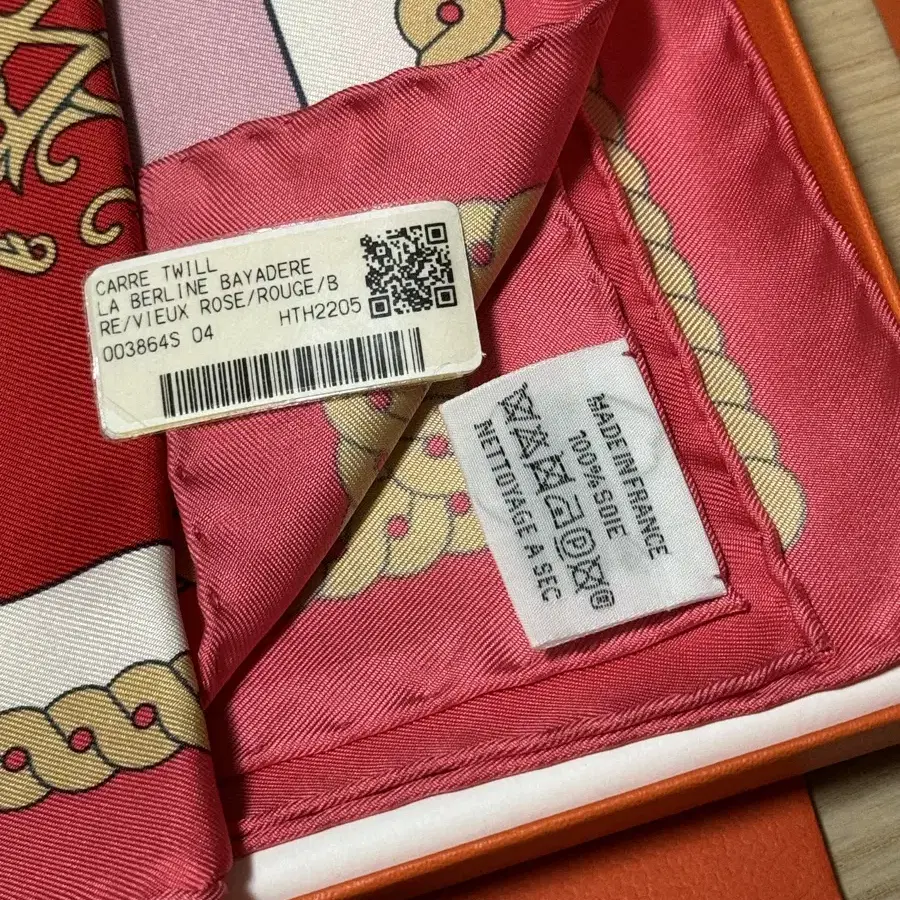 CARRE TWILL
LA BERLINE BAYADERE
RE/VIEUX ROSE/ROUGE/B
003864S 04 HTH2205
MADE IN FRANCE
100% SOIE
NETTOYAGE A SEC